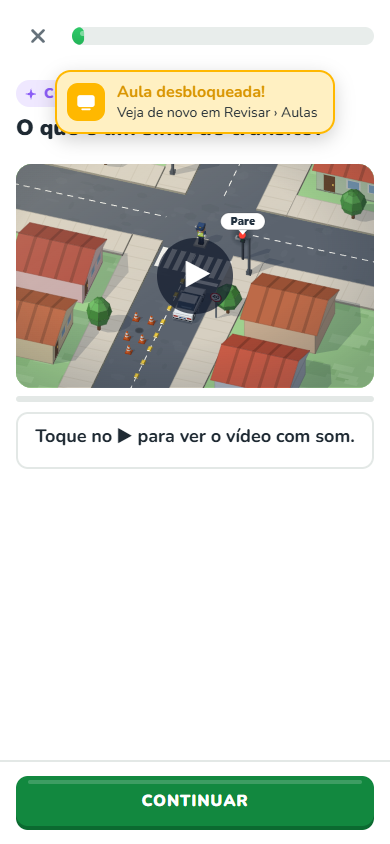 Aula desbloqueada!
Veja de novo em Revisar › Aulas
Pare
Toque no ▶ para ver o vídeo com som.
CONTINUAR